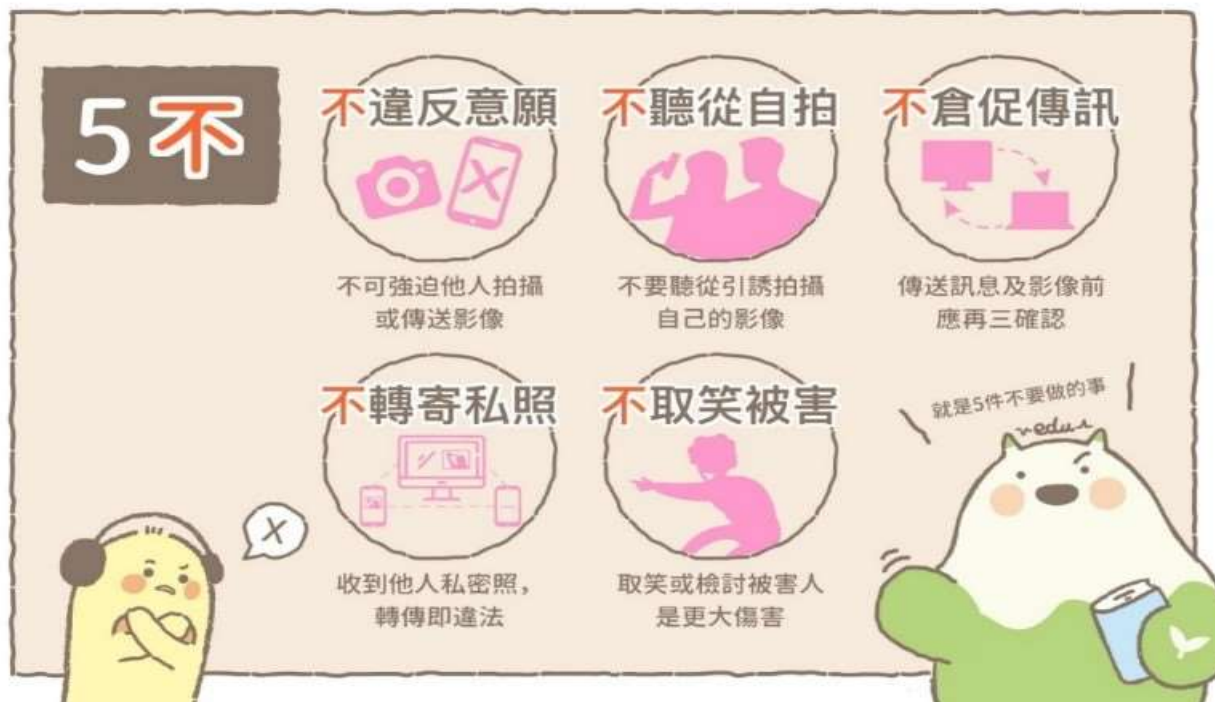 5不
不違反意願
不可強迫他人拍攝
或傳送影像
不聽從自拍
不要聽從引誘拍攝
自己的影像
不倉促傳訊
傳送訊息及影像前
應再三確認
不轉寄私照
收到他人私密照，
轉傳即違法
不取笑被害
取笑或檢討被害人
是更大傷害
就是5件不要做的事
edu
X